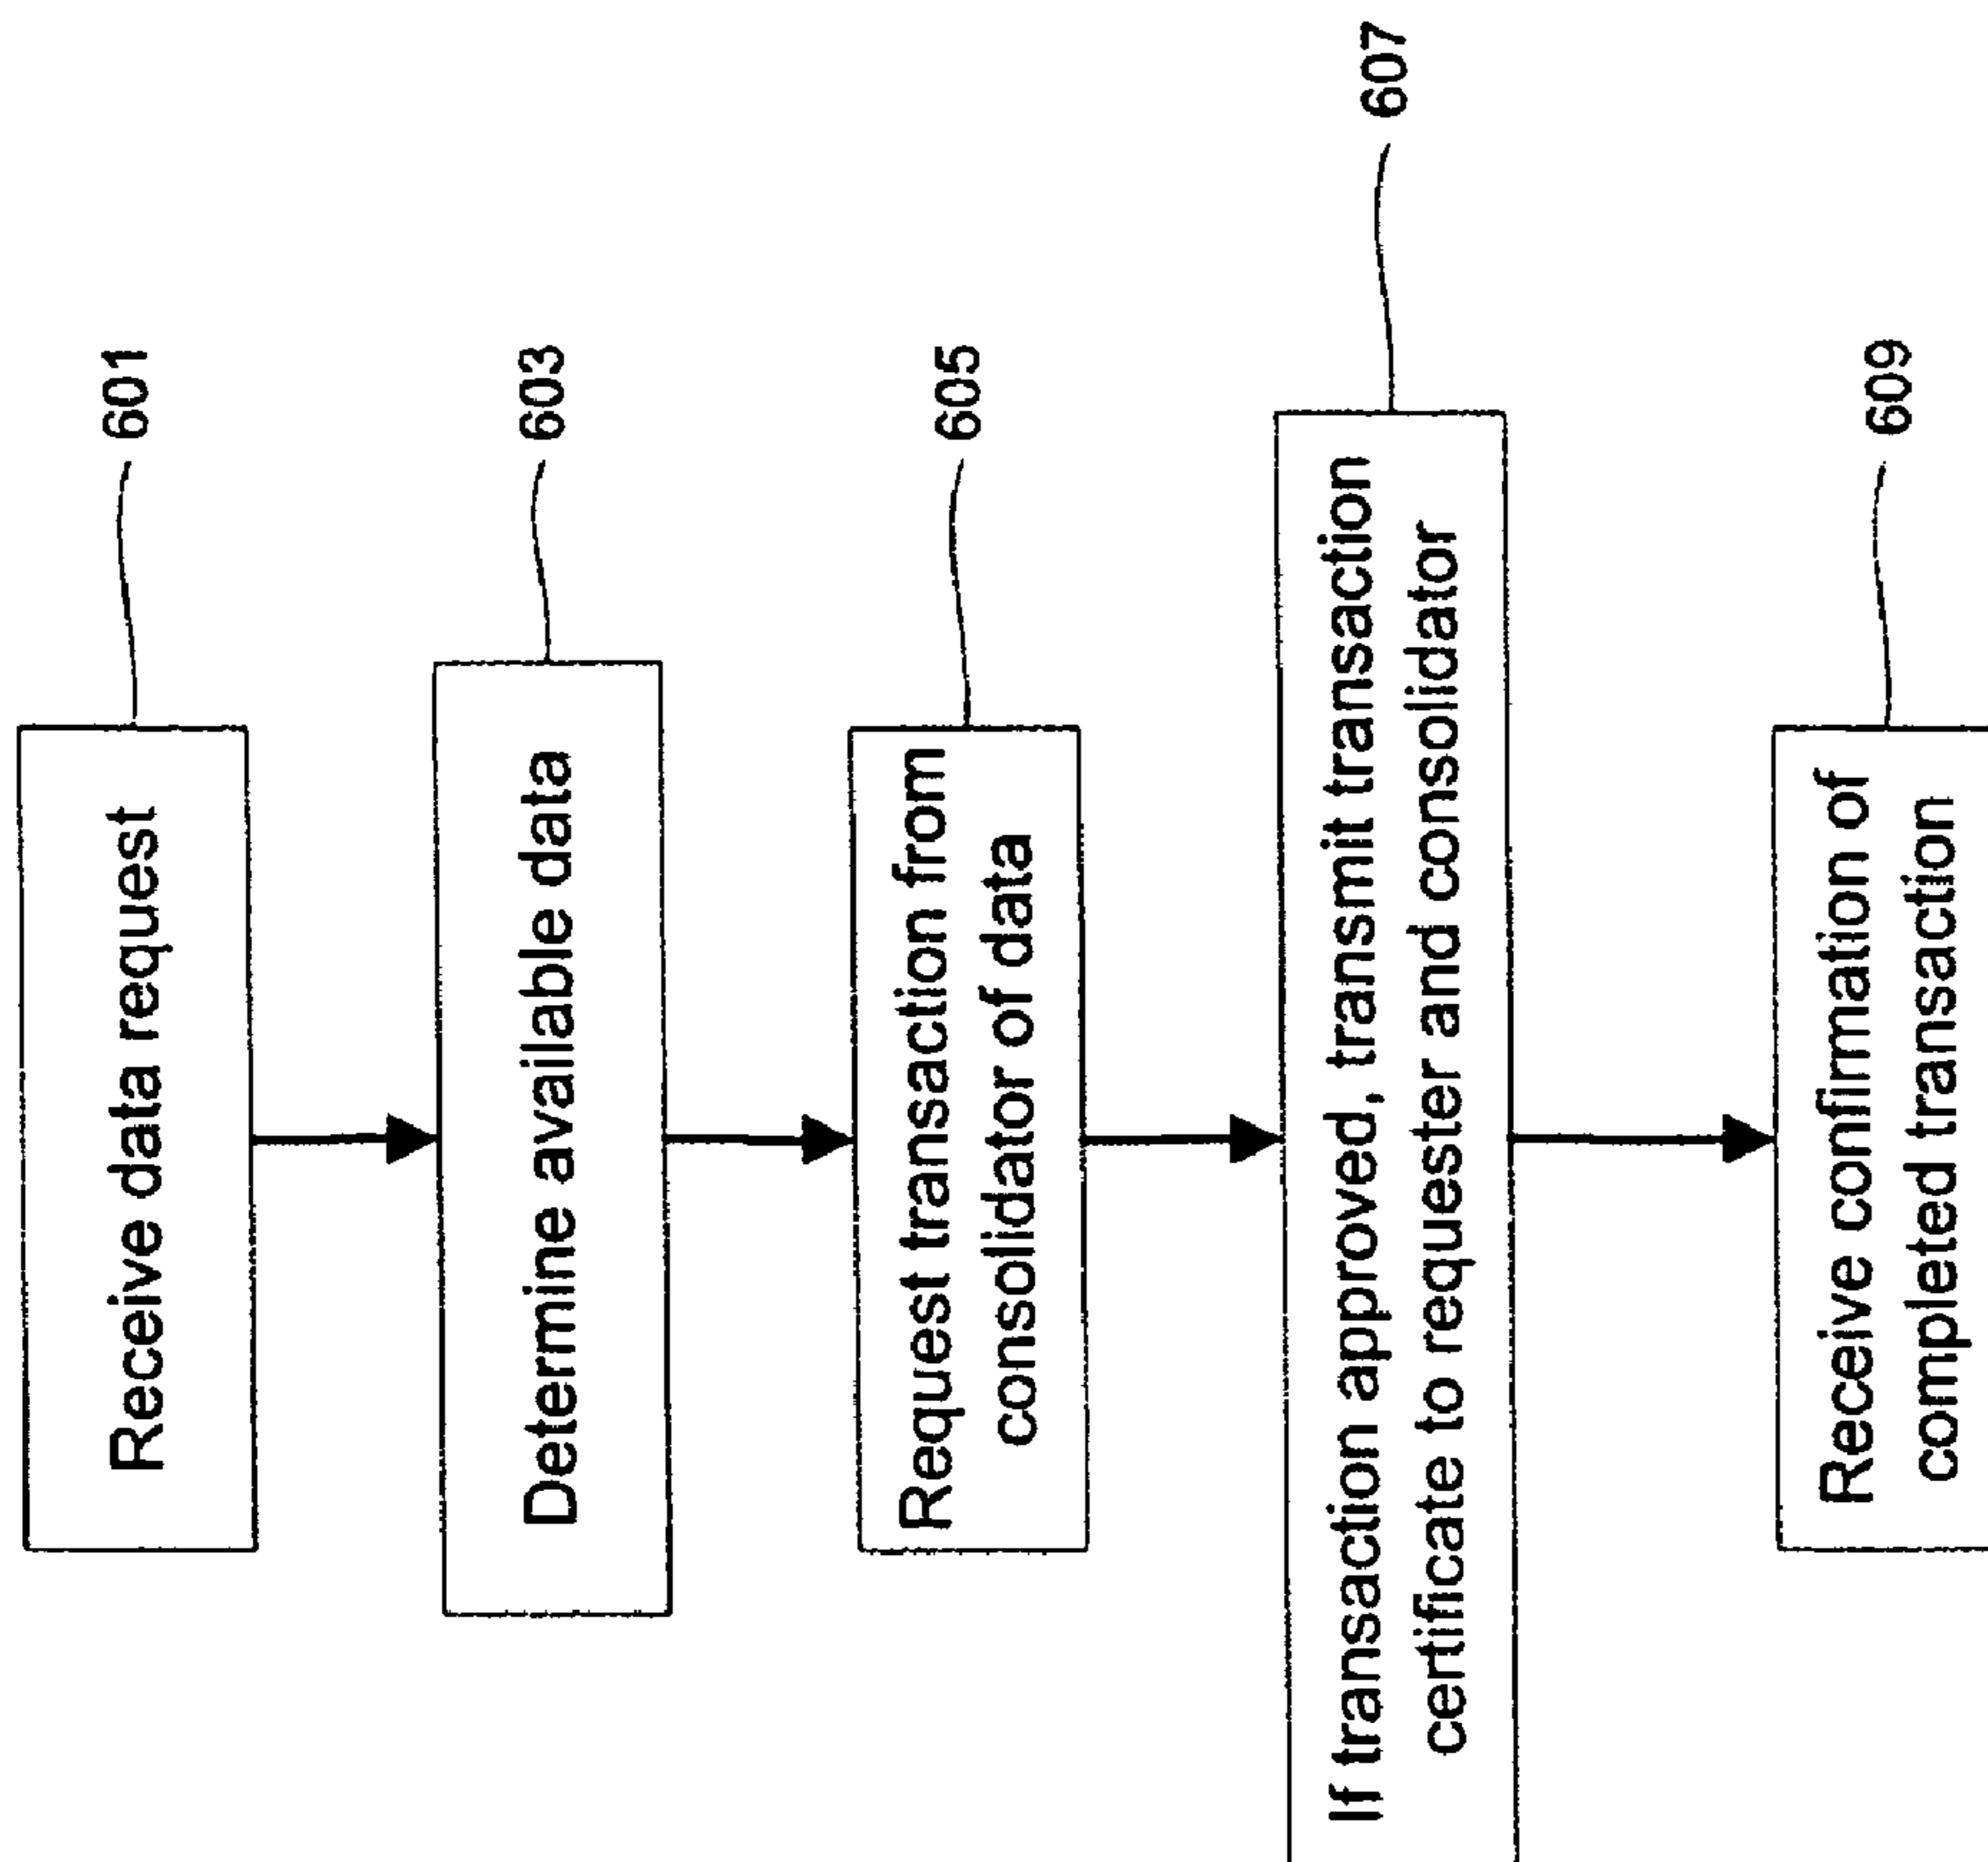 Receive data request
601
Determine available data
603
Request transaction from
consolidator of data
605
If transaction approved, transmit transaction
certificate to requester and consolidator
607
Receive confirmation of
completed transaction
609